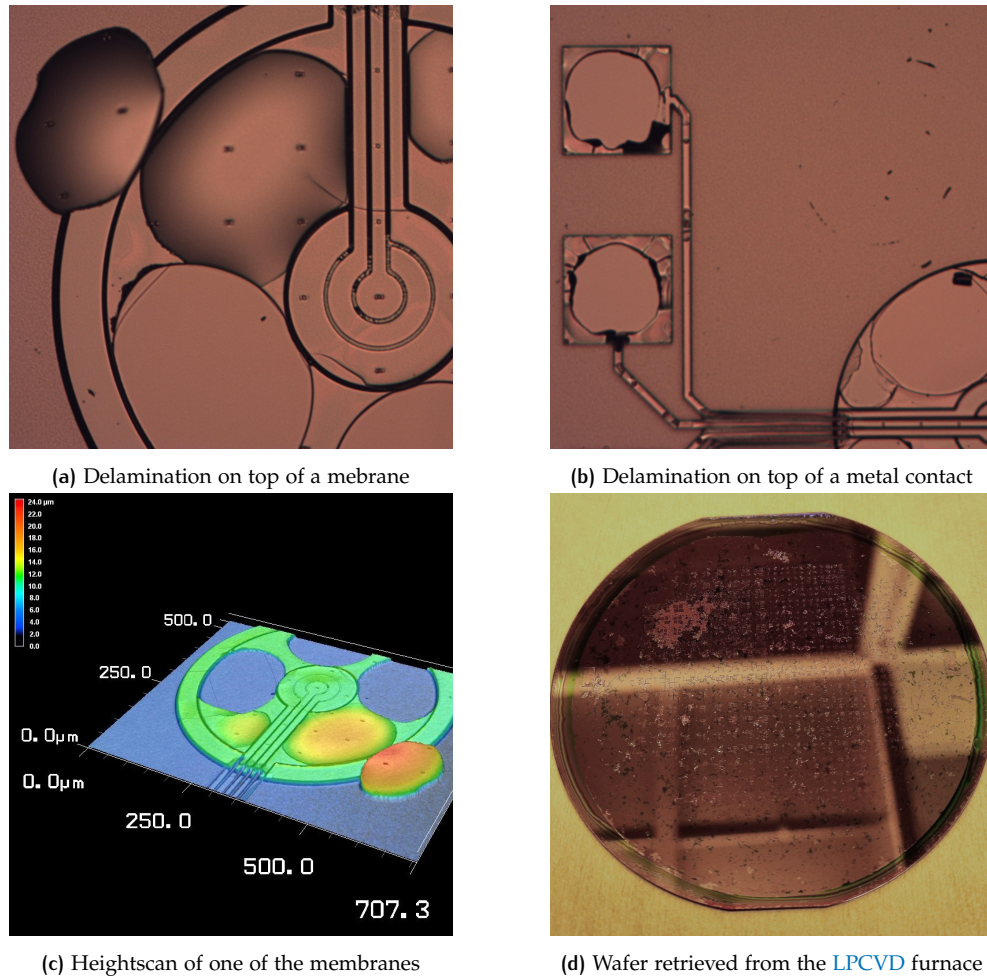 (a) Delamination on top of a mebrane
(b) Delamination on top of a metal contact
24.0 µm
22.0
20.0
18.0
16.0
14.0
12.0
10.0
8.0
6.0
4.0
2.0
0.0
500.0
250.0
0.0µm
0.0µm
250.0
500.0
707.3
(c) Heightscan of one of the membranes
(d) Wafer retrieved from the LPCVD furnace